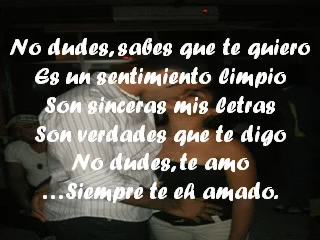 No dudes, sabes que te quiero
Es un sentimiento limpio
Son sinceras mis letras
Son verdades que te digo
No dudes, te amo
...Siempre te eh amado.